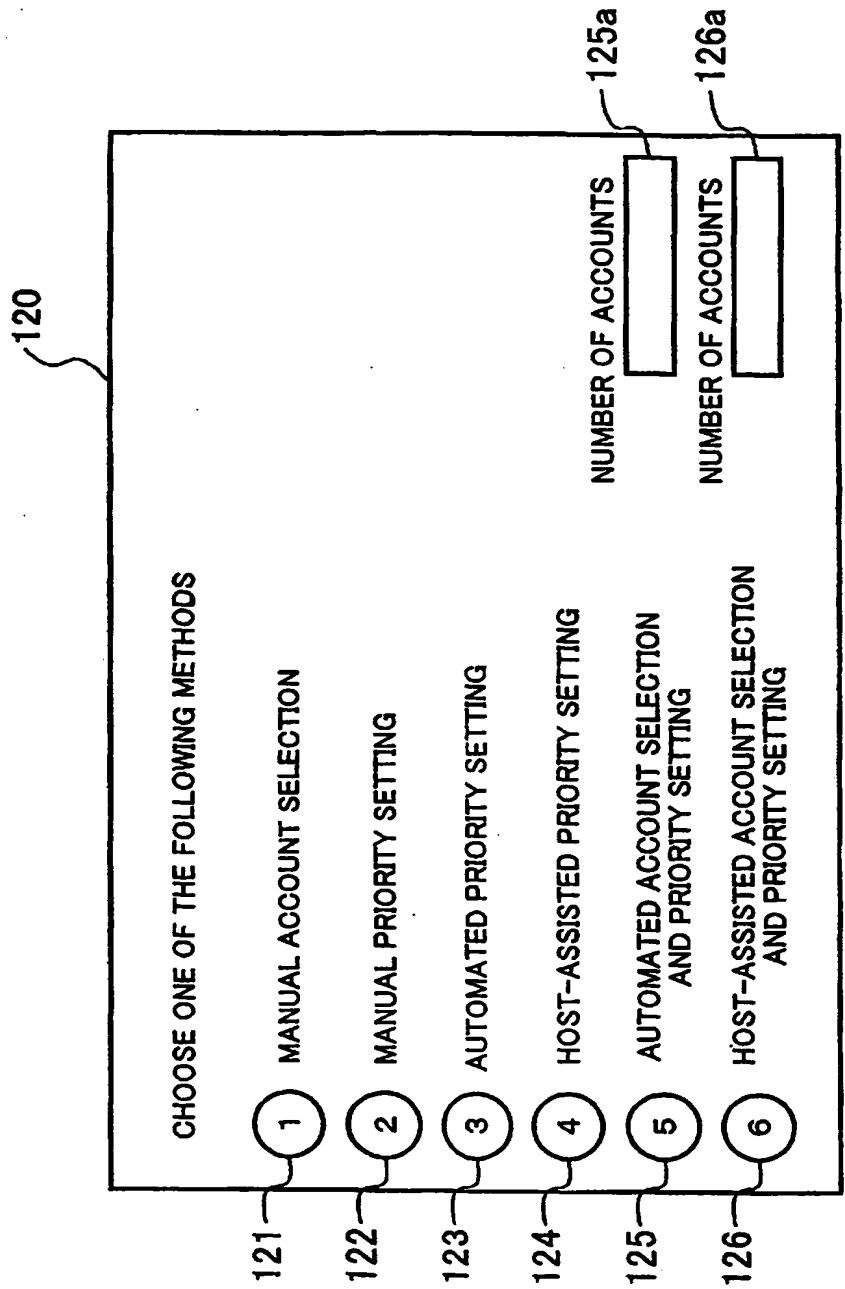 120
CHOOSE ONE OF THE FOLLOWING METHODS
121
1
MANUAL ACCOUNT SELECTION
122
2
MANUAL PRIORITY SETTING
123
3
AUTOMATED PRIORITY SETTING
124
4
HOST-ASSISTED PRIORITY SETTING
125
5
AUTOMATED ACCOUNT SELECTION
AND PRIORITY SETTING
NUMBER OF ACCOUNTS
125a
126
6
HOST-ASSISTED ACCOUNT SELECTION
AND PRIORITY SETTING
NUMBER OF ACCOUNTS
126a